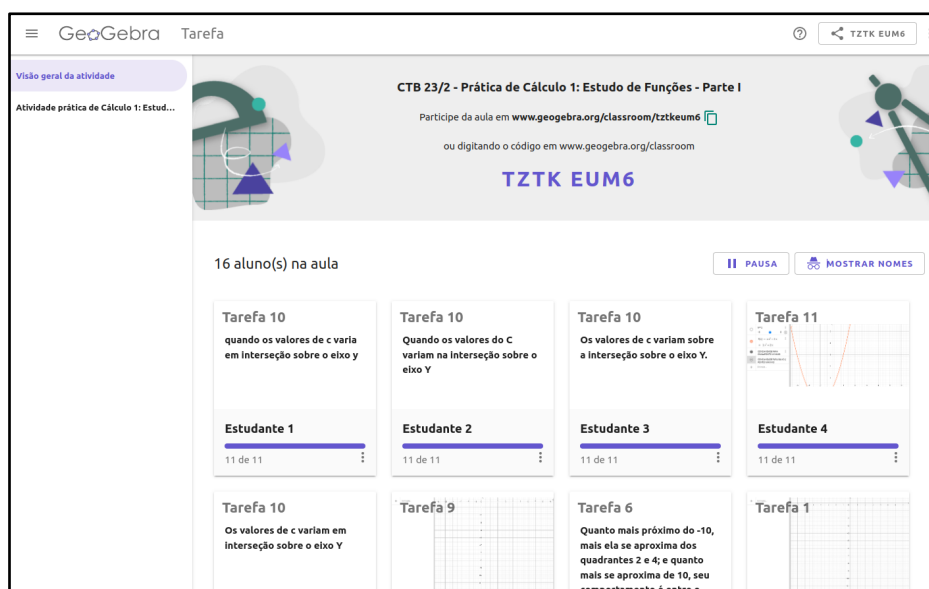 GeoGebra Tarefa
TZTK EUM6
Visão geral da atividade
Atividade prática de Cálculo 1: Estud...
CTB 23/2 - Prática de Cálculo 1: Estudo de Funções - Parte I
Participe da aula em www.geogebra.org/classroom/tztkeum6
ou digitando o código em www.geogebra.org/classroom
TZTK EUM6
16 aluno(s) na aula
PAUSA
MOSTRAR NOMES
Tarefa 10
quando os valores de c varia
em interseção sobre o eixo y
Estudante 1
11 de 11
Tarefa 10
Quando os valores do C
variam na interseção sobre o
eixo Y
Estudante 2
11 de 11
Tarefa 10
Os valores de c variam sobre
a interseção sobre o eixo Y.
Estudante 3
11 de 11
Tarefa 11
Estudante 4
11 de 11
Tarefa 10
Os valores de c variam em
interseção sobre o eixo Y
Tarefa 9
Tarefa 6
Quanto mais próximo do -10,
mais ela se aproxima dos
quadrantes 2 e 4; e quanto
mais se aproxima de 10, seu
comportamento é entre o
Tarefa 1